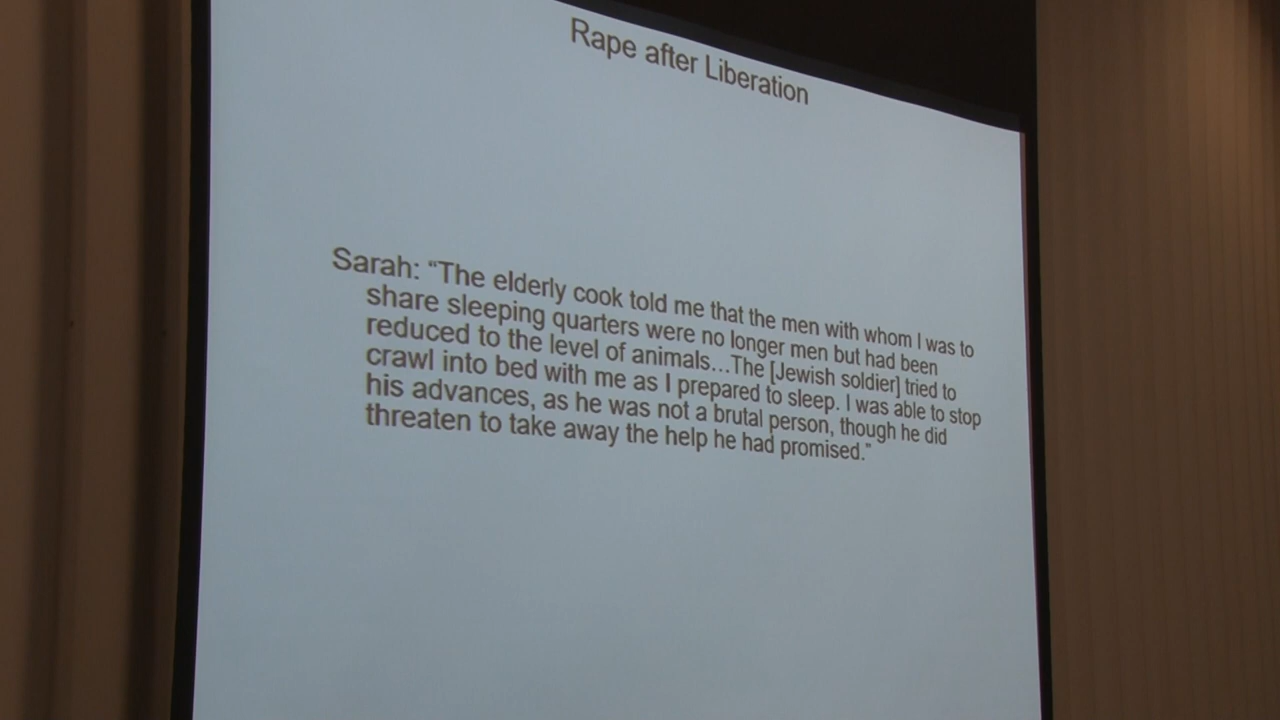 Rape after Liberation
Sarah: “The elderly cook told me that the men with whom I was to
share sleeping quarters were no longer men but had been
reduced to the level of animals...The [Jewish soldier] tried to
crawl into bed with me as I prepared to sleep. I was able to stop
his advances, as he was not a brutal person, though he did
threaten to take away the help he had promised.”